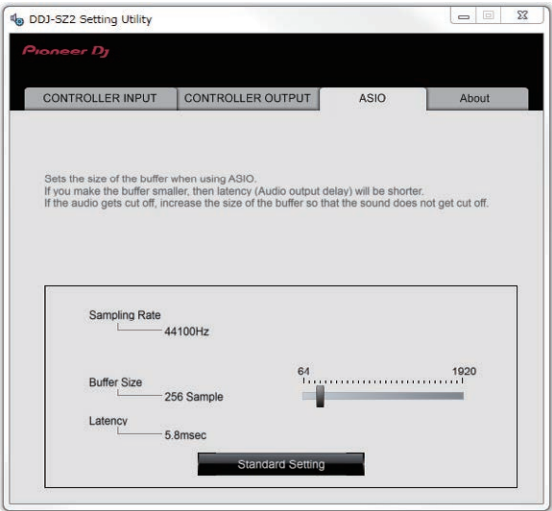 DDJ-SZ2 Setting Utility
Pioneer Dj
CONTROLLER INPUT
CONTROLLER OUTPUT
ASIO
About
Sets the size of the buffer when using ASIO.
If you make the buffer smaller, then latency (Audio output delay) will be shorter.
If the audio gets cut off, increase the size of the buffer so that the sound does not get cut off.
Sampling Rate
44100Hz
64 1920
Buffer Size
256 Sample
Latency
5.8msec
Standard Setting